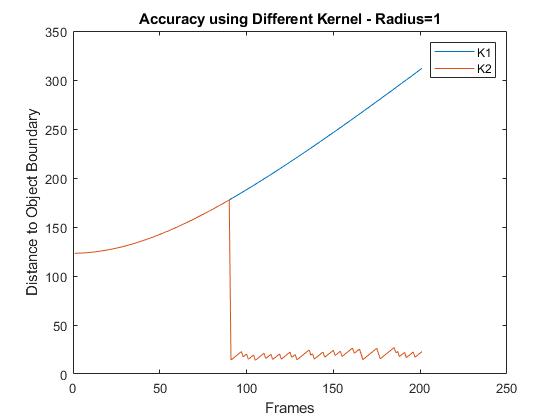 Accuracy using Different Kernel - Radius=1
350
300
250
200
150
100
50
0
Distance to Object Boundary
K1
K2
0 50 100 150 200 250
Frames